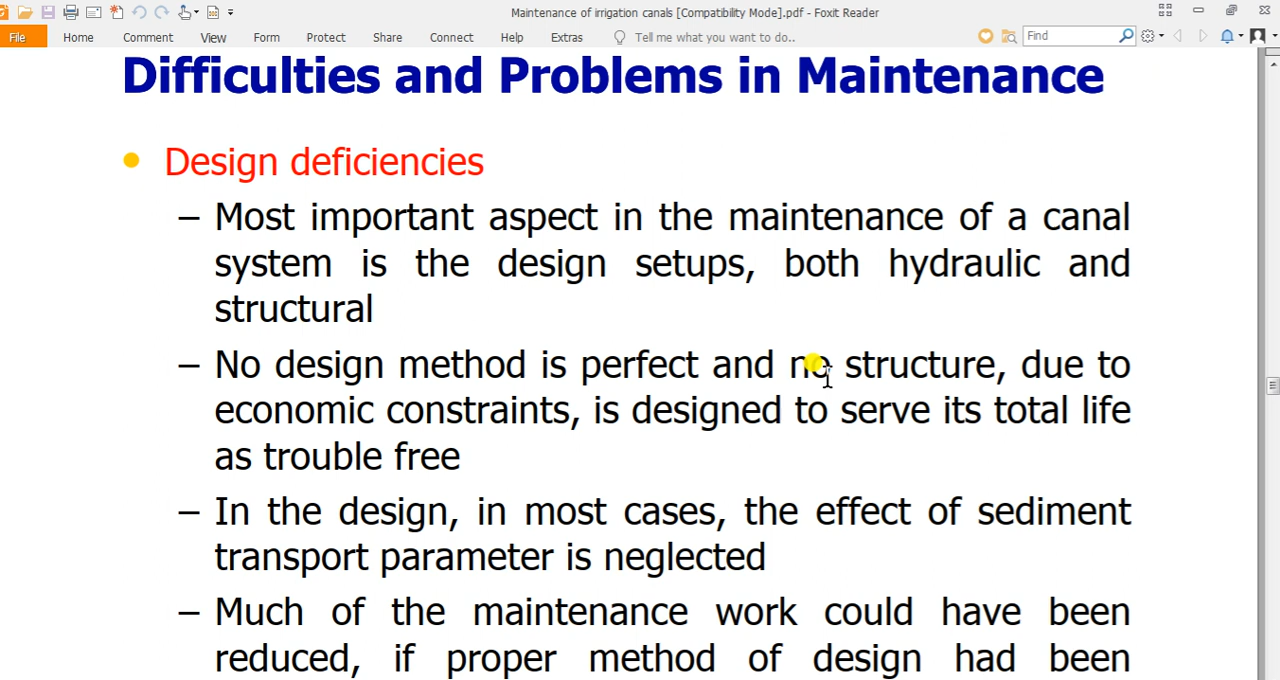 Maintenance of irrigation canals [Compatibility Mode].pdf - Foxit Reader
File Home Comment View Form Protect Share Connect Help Extras Tell me what you want to do.. Find
Difficulties and Problems in Maintenance
• Design deficiencies
– Most important aspect in the maintenance of a canal
system is the design setups, both hydraulic and
structural
– No design method is perfect and no structure, due to
economic constraints, is designed to serve its total life
as trouble free
– In the design, in most cases, the effect of sediment
transport parameter is neglected
– Much of the maintenance work could have been
reduced, if proper method of design had been